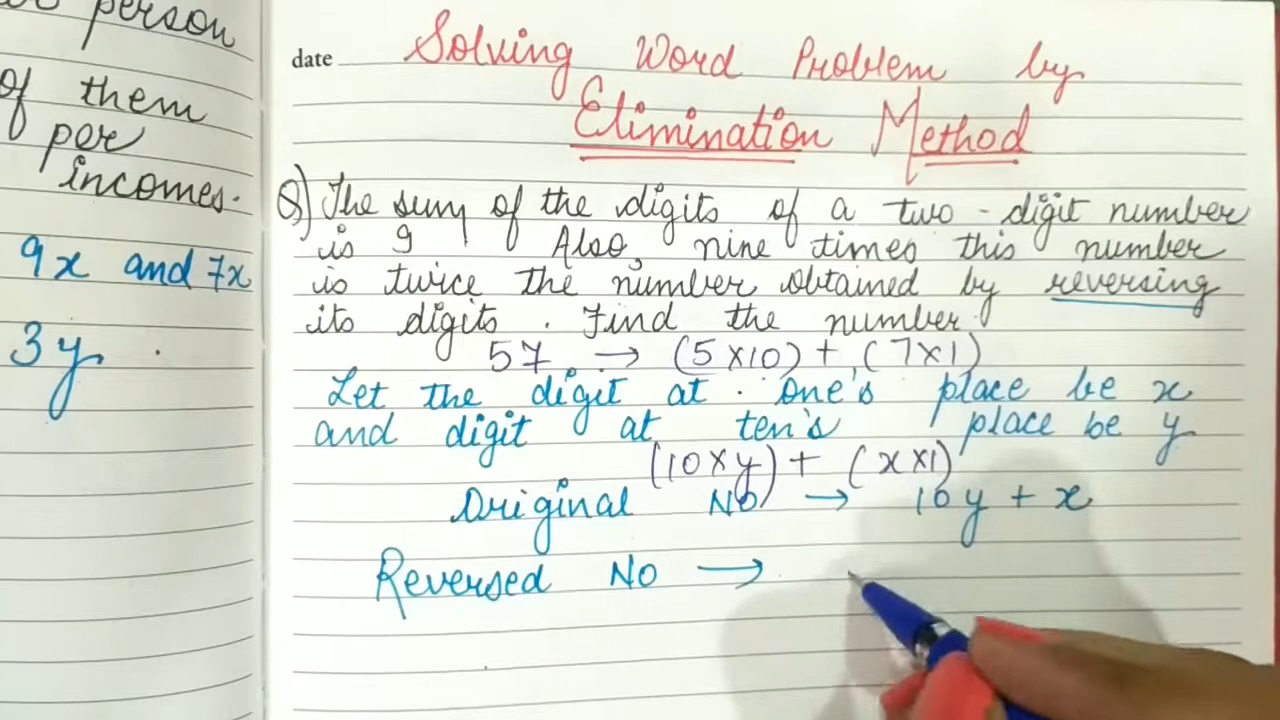 person
of them
per
incomes.
9x and 7x
3y
date
Solving Word Problem by
Elimination Method
Q) The sum of the digits of a two-digit number
is 9. Also, nine times this number
is twice the number obtained by reversing
its digits. Find the number.
57 → (5×10) + (7×1)
Let the digit at one's place be x
and digit at ten's place be y
(10×y) + (x×1)
Original No → 10y + x
Reversed No →